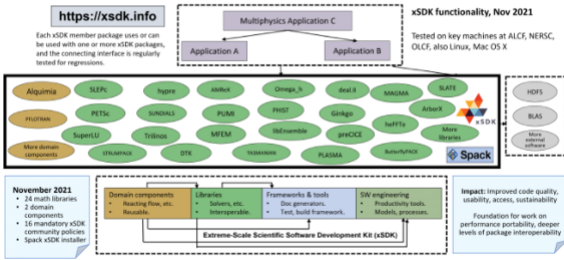 https://xsdk.info
Each xSDK member package uses or can
be used with one or more xSDK packages,
and the connecting interface is regularly
tested for regressions.
Multiphysics Application C
Application A
Application B
xSDK functionality, Nov 2021
Tested on key machines at ALCF, NERSC,
OLCF, also Linux, Mac OS X
Alquimia
SLEPc
hypre
AMReX
Omega_h
deal.II
MAGMA
SLATE
PFLOTRAN
PETSc
SUNDIALS
PUMI
PHIST
Ginkgo
heFFTe
ArborX
SuperLU
Trilinos
MFEM
libEnsemble
preCICE
More
libraries
More domain
components
STRUMPACK
DTK
TASMANIAN
PLASMA
ButterflyPACK
xSDK
Spack
HDF5
BLAS
More
external
software
November 2021
• 24 math libraries
• 2 domain
components
• 16 mandatory xSDK
community policies
• Spack xSDK installer
Domain components
• Reacting flow, etc.
• Reusable.
Libraries
• Solvers, etc.
• Interoperable.
Frameworks & tools
• Doc generators.
• Test, build framework.
SW engineering
• Productivity tools.
• Models, processes.
Extreme-Scale Scientific Software Development Kit (xSDK)
Impact: Improved code quality,
usability, access, sustainability
Foundation for work on
performance portability, deeper
levels of package interoperability